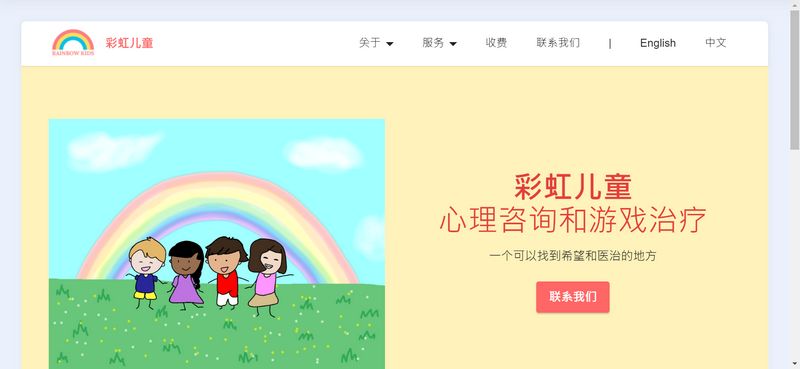 RAINBOW KIDS
彩虹儿童
关于
服务
收费
联系我们
|
English
中文
彩虹儿童
心理咨询和游戏治疗
一个可以找到希望和医治的地方
联系我们